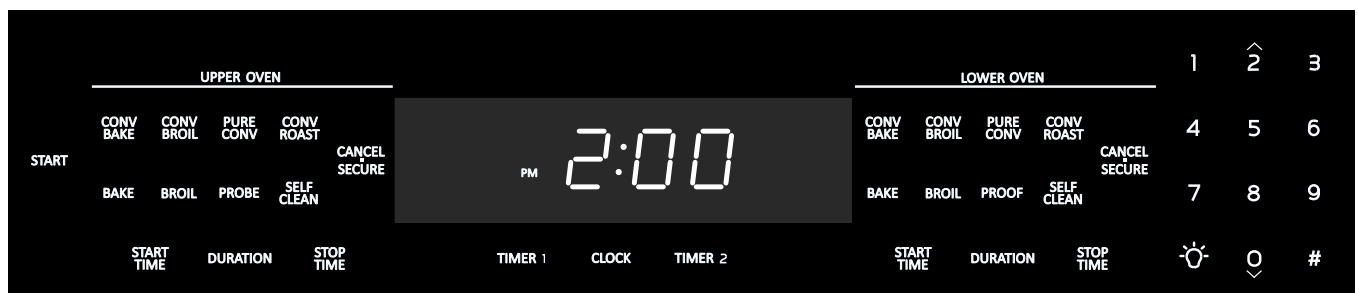 UPPER OVEN
LOWER OVEN
1 2 3
CONV BAKE
CONV BROIL
PURE CONV
CONV ROAST
CONV BAKE
CONV BROIL
PURE CONV
CONV ROAST
4 5 6
START
CANCEL
SECURE
PM 2:00
CANCEL
SECURE
BAKE
BROIL
PROBE
SELF CLEAN
BAKE
BROIL
PROOF
SELF CLEAN
7 8 9
START TIME
DURATION
STOP TIME
TIMER 1
CLOCK
TIMER 2
START TIME
DURATION
STOP TIME
0 #